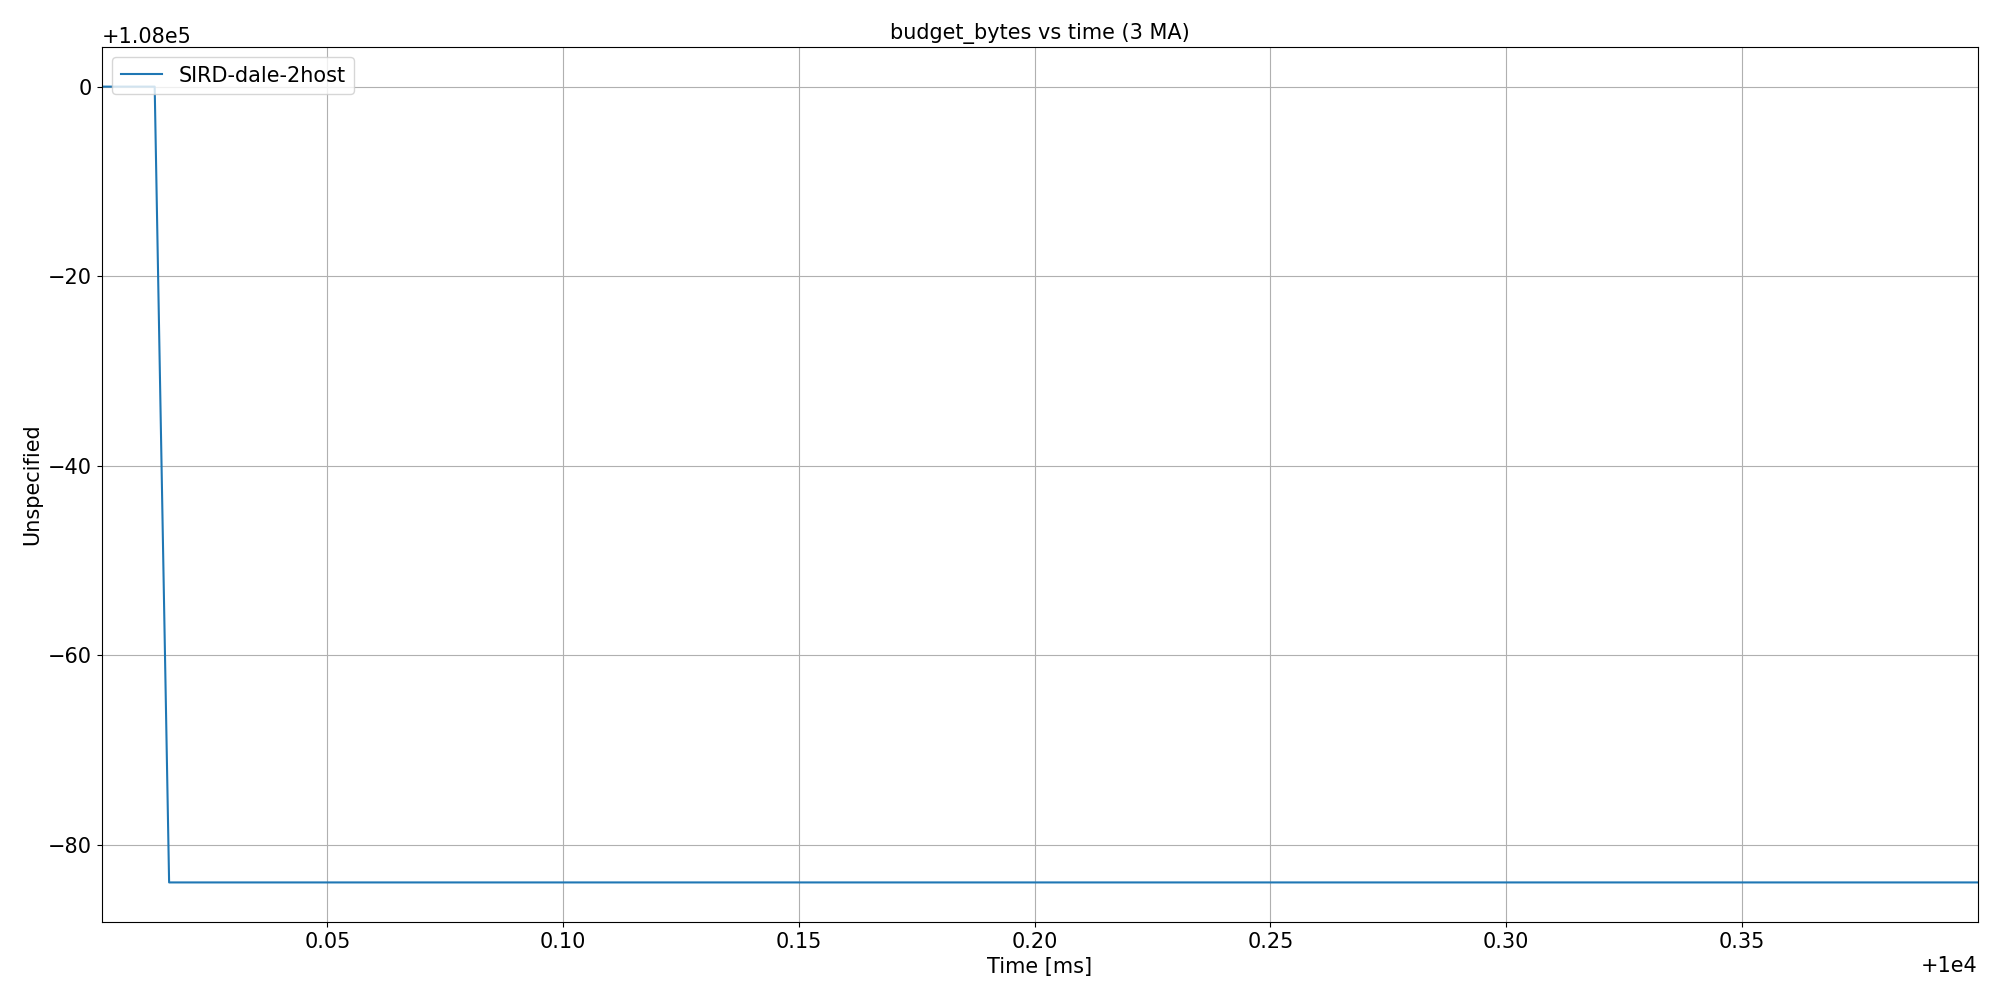 budget_bytes vs time (3 MA)
+1.08e5
SIRD-dale-2host
0
−20
−40
−60
−80
Unspecified
0.05 0.10 0.15 0.20 0.25 0.30 0.35
Time [ms]
+1e4